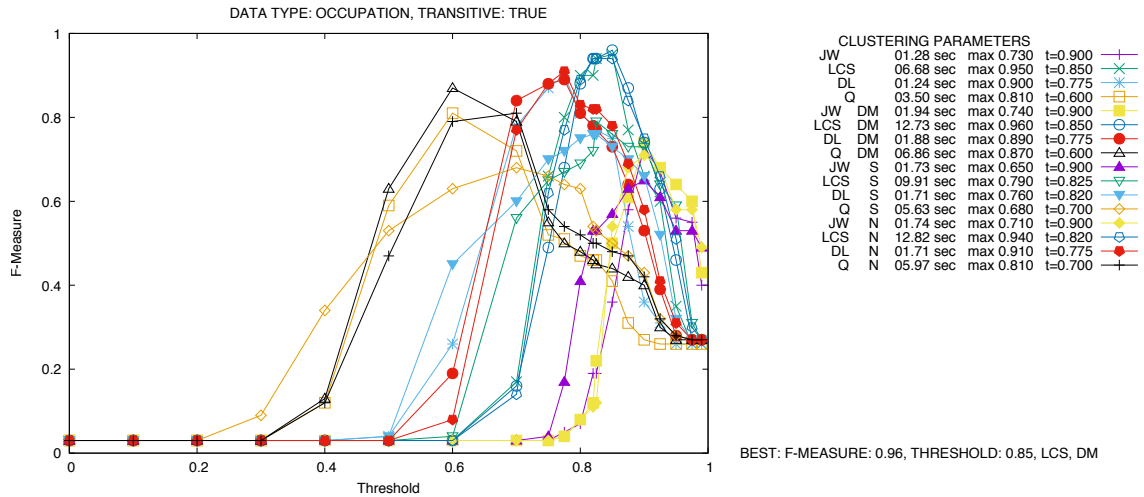 DATA TYPE: OCCUPATION, TRANSITIVE: TRUE
1
0.8
0.6
0.4
0.2
0
F-Measure
0 0.2 0.4 0.6 0.8 1
Threshold
CLUSTERING PARAMETERS
JW 01.28 sec max 0.730 t=0.900
LCS 06.68 sec max 0.950 t=0.850
DL 01.24 sec max 0.900 t=0.775
Q 03.50 sec max 0.810 t=0.600
JW DM 01.94 sec max 0.740 t=0.900
LCS DM 12.73 sec max 0.960 t=0.850
DL DM 01.88 sec max 0.890 t=0.775
Q DM 06.86 sec max 0.870 t=0.600
JW S 01.73 sec max 0.650 t=0.900
LCS S 09.91 sec max 0.790 t=0.825
DL S 01.71 sec max 0.760 t=0.820
Q S 05.63 sec max 0.680 t=0.700
JW N 01.74 sec max 0.710 t=0.900
LCS N 12.82 sec max 0.940 t=0.820
DL N 01.71 sec max 0.910 t=0.775
Q N 05.97 sec max 0.810 t=0.700
BEST: F-MEASURE: 0.96, THRESHOLD: 0.85, LCS, DM